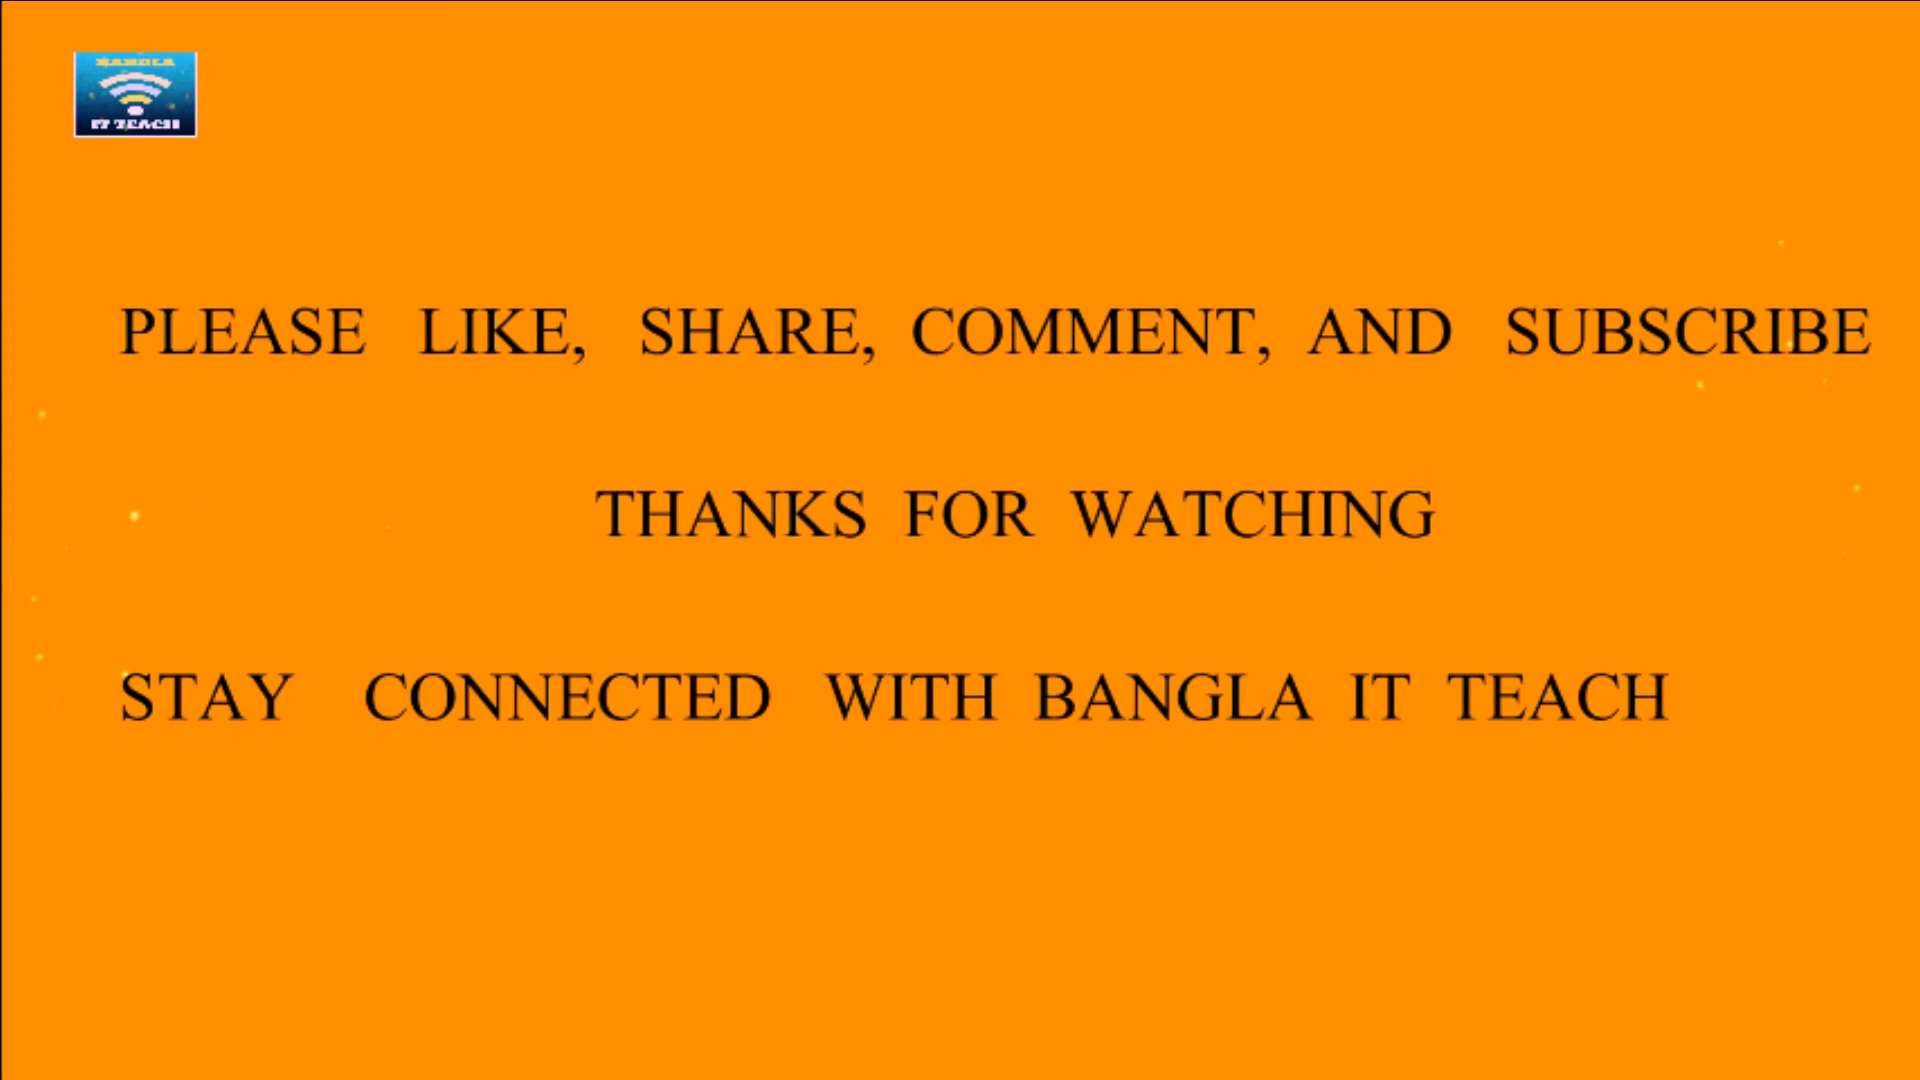 BANGLA
IT TEACH
PLEASE LIKE, SHARE, COMMENT, AND SUBSCRIBE
THANKS FOR WATCHING
STAY CONNECTED WITH BANGLA IT TEACH